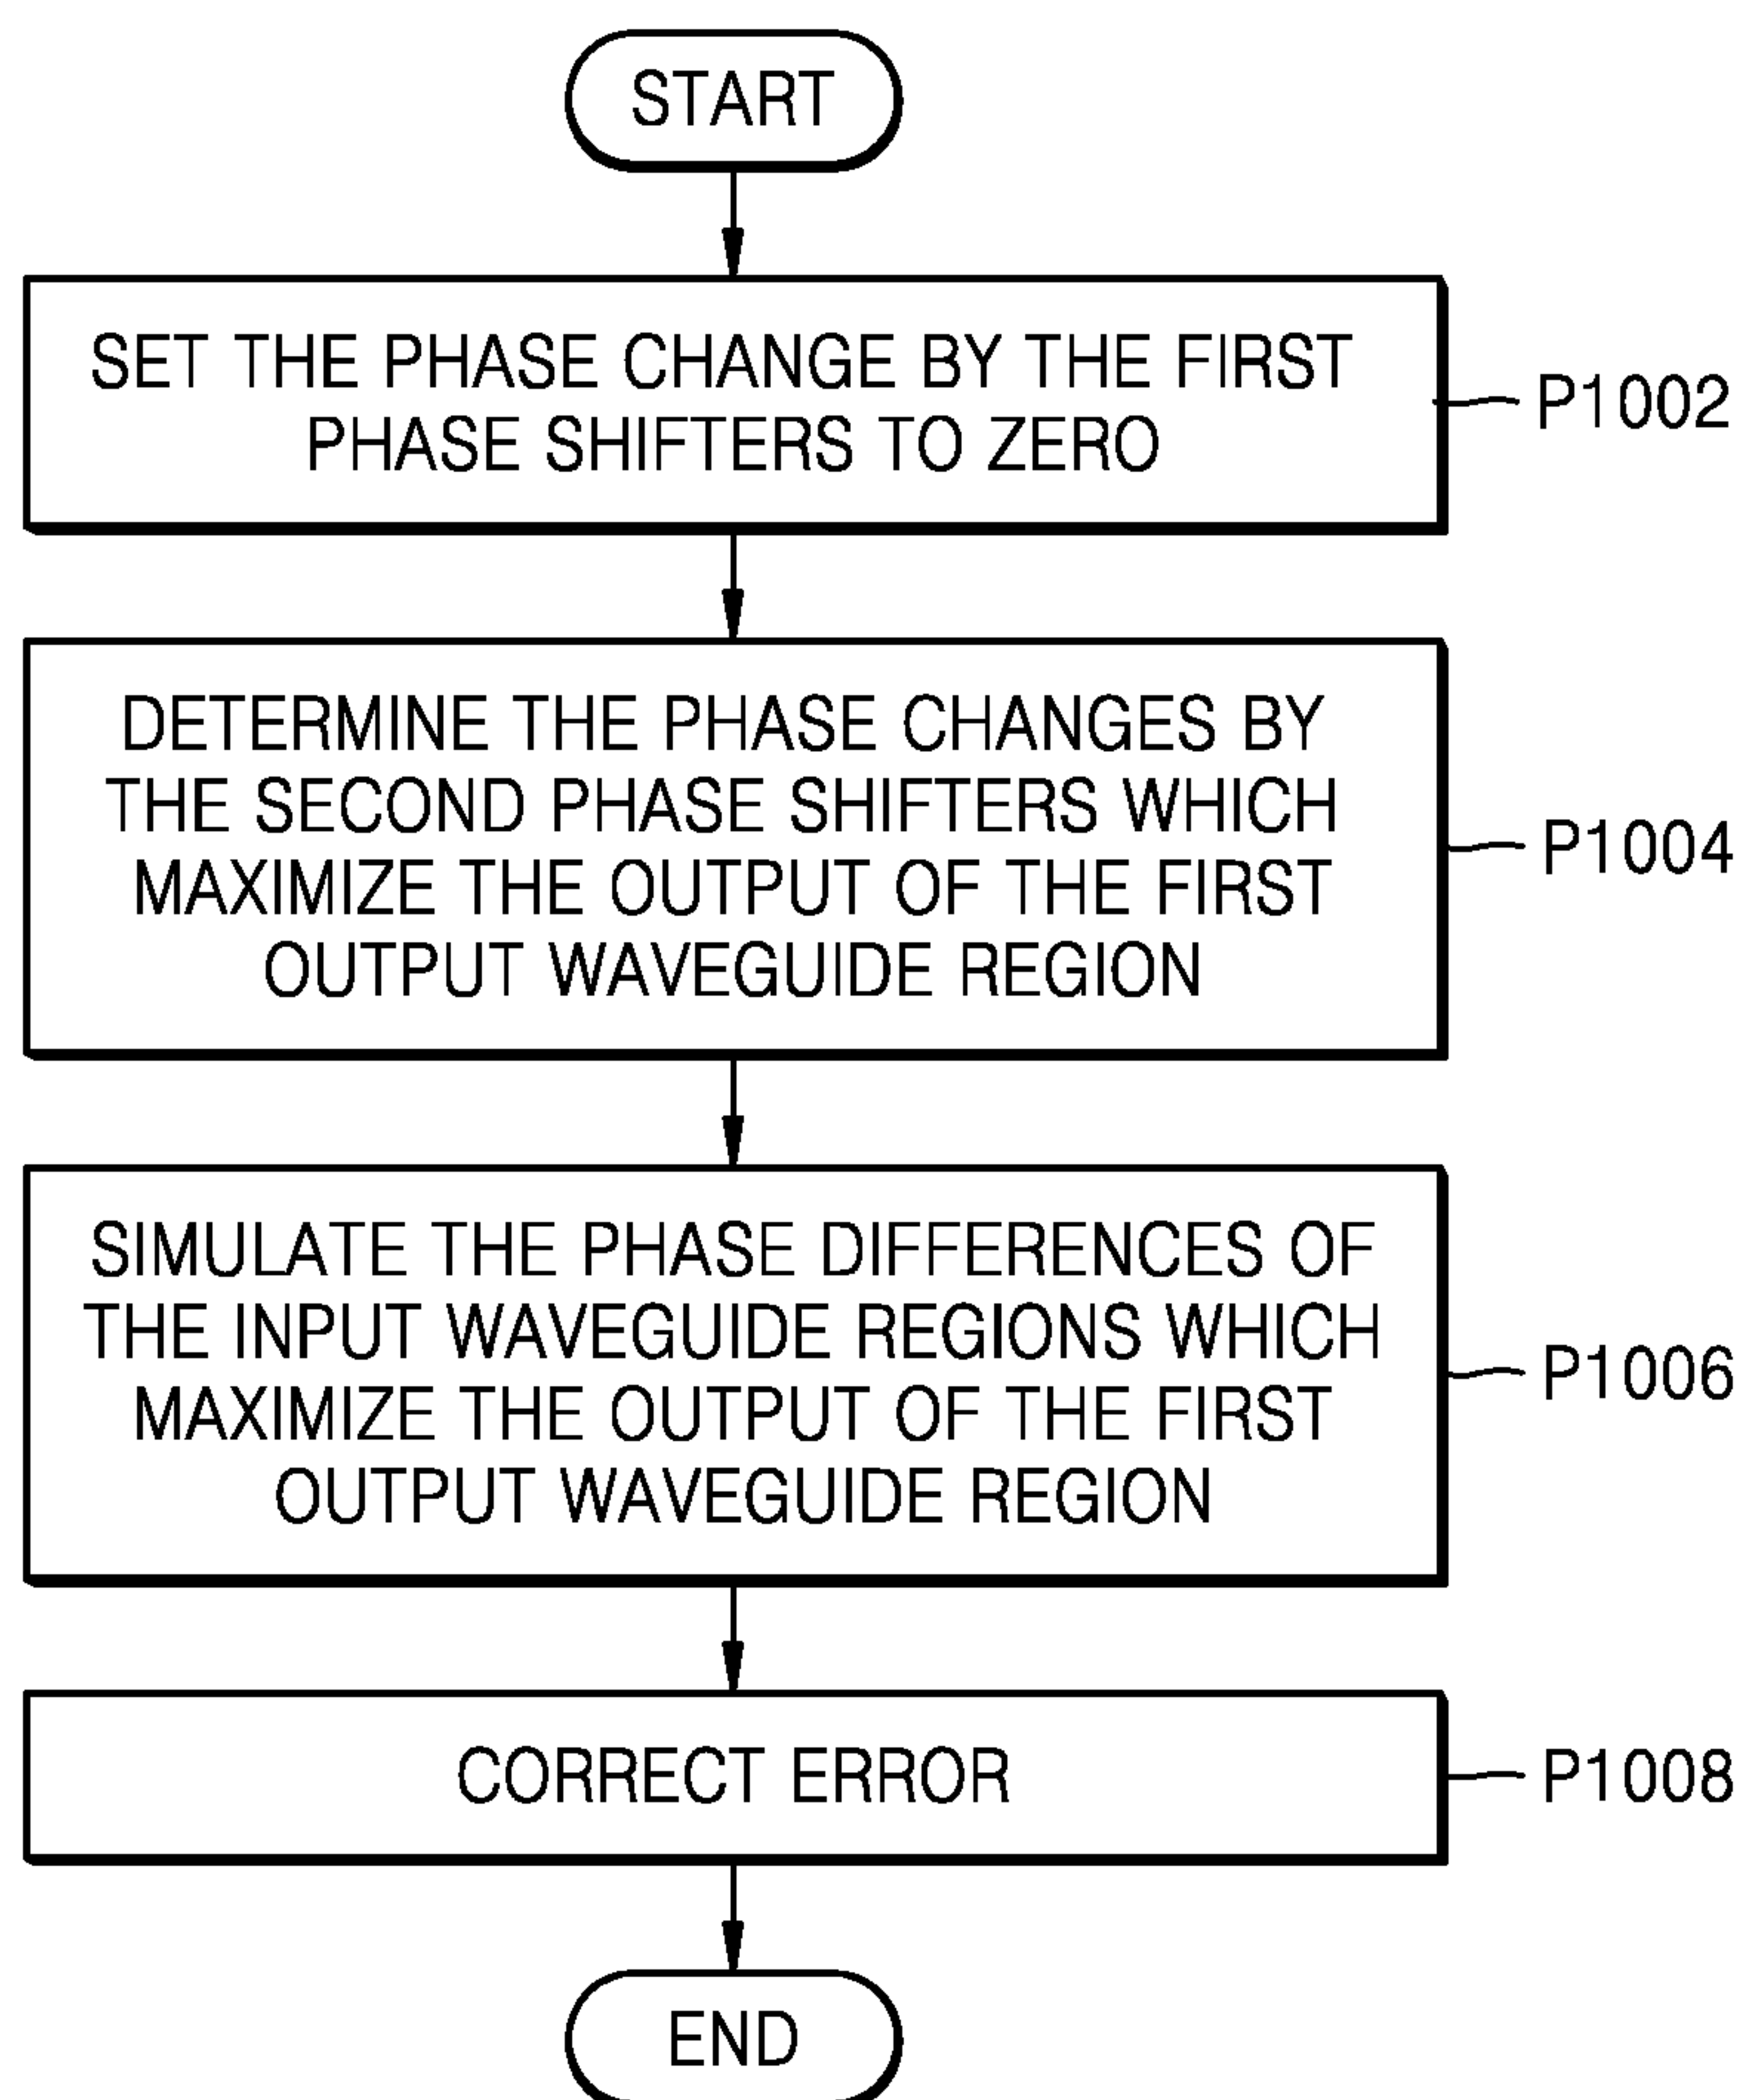 START
SET THE PHASE CHANGE BY THE FIRST
PHASE SHIFTERS TO ZERO
P1002
DETERMINE THE PHASE CHANGES BY
THE SECOND PHASE SHIFTERS WHICH
MAXIMIZE THE OUTPUT OF THE FIRST
OUTPUT WAVEGUIDE REGION
P1004
SIMULATE THE PHASE DIFFERENCES OF
THE INPUT WAVEGUIDE REGIONS WHICH
MAXIMIZE THE OUTPUT OF THE FIRST
OUTPUT WAVEGUIDE REGION
P1006
CORRECT ERROR
P1008
END